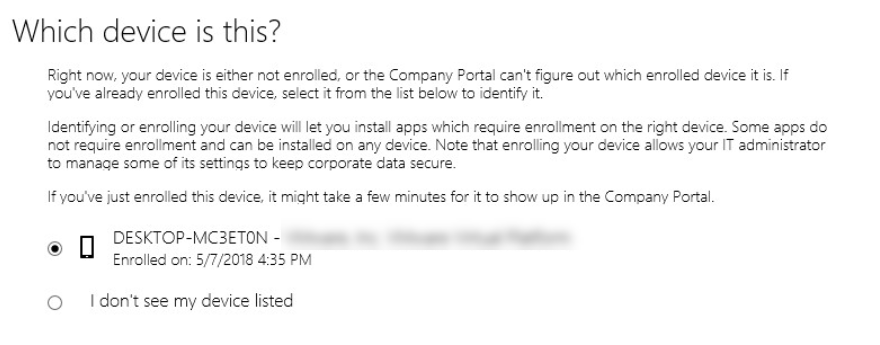 Which device is this?
Right now, your device is either not enrolled, or the Company Portal can't figure out which enrolled device it is. If
you've already enrolled this device, select it from the list below to identify it.
Identifying or enrolling your device will let you install apps which require enrollment on the right device. Some apps do
not require enrollment and can be installed on any device. Note that enrolling your device allows your IT administrator
to manage some of its settings to keep corporate data secure.
If you've just enrolled this device, it might take a few minutes for it to show up in the Company Portal.
DESKTOP-MC3ET0N -
Enrolled on: 5/7/2018 4:35 PM
I don't see my device listed